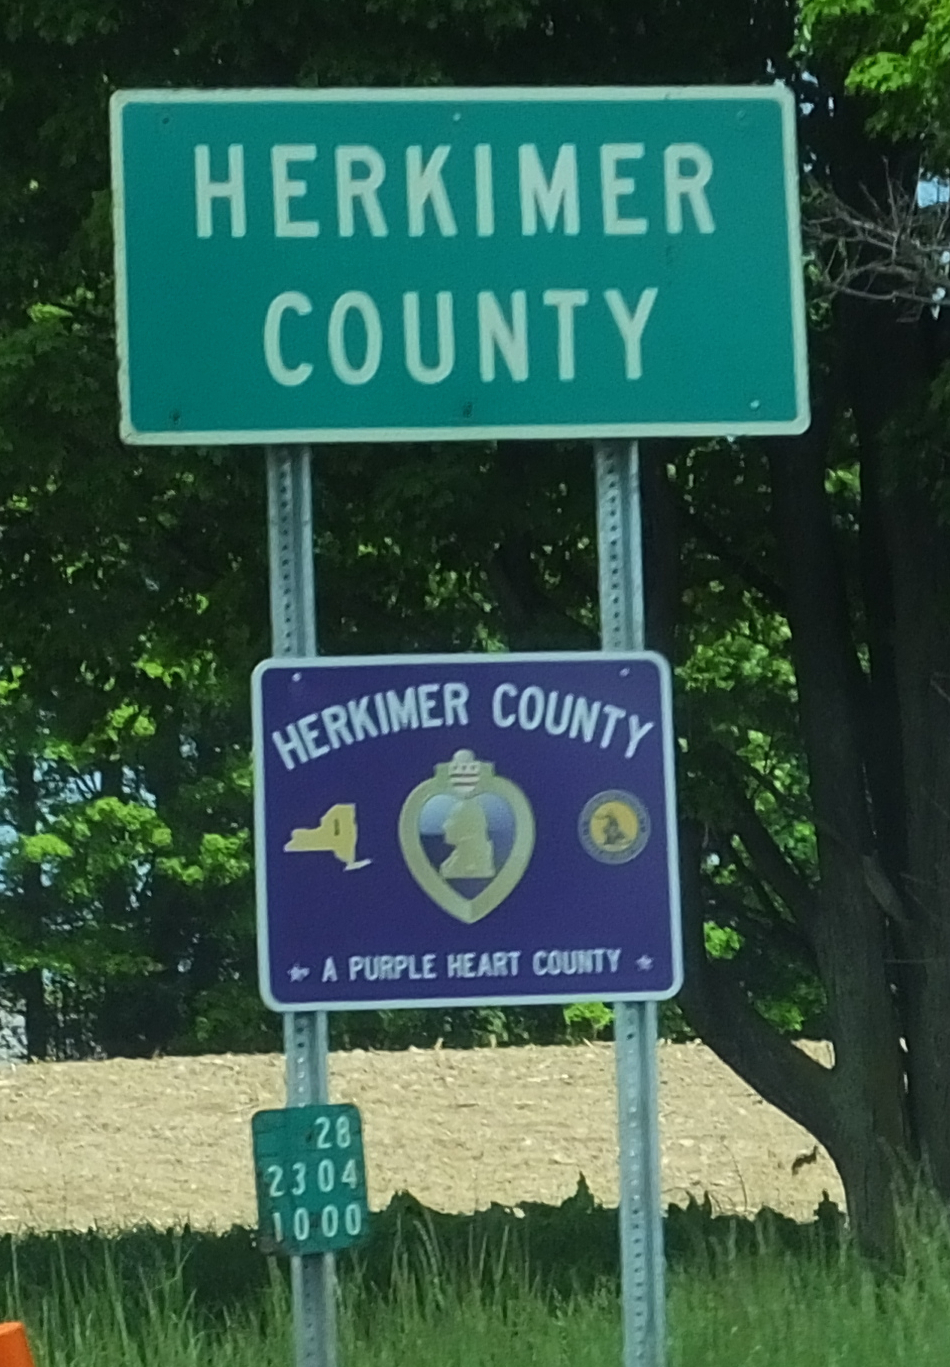 HERKIMER
COUNTY
HERKIMER COUNTY
A PURPLE HEART COUNTY
28
2304
1000